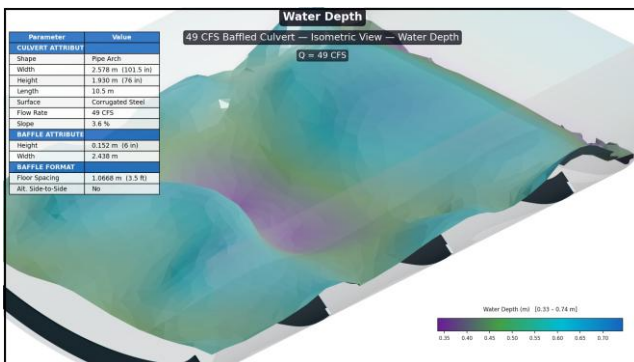 Water Depth
49 CFS Baffled Culvert — Isometric View — Water Depth
Q = 49 CFS
Parameter Value
CULVERT ATTRIBUT
Shape Pipe Arch
Width 2.578 m (101.5 in)
Height 1.930 m (76 in)
Length 10.5 m
Surface Corrugated Steel
Flow Rate 49 CFS
Slope 3.6 %
BAFFLE ATTRIBUTE
Height 0.152 m (6 in)
Width 2.438 m
BAFFLE FORMAT
Floor Spacing 1.0668 m (3.5 ft)
Alt. Side-to-Side No
Water Depth (m) [0.33 - 0.74 m]
0.35 0.40 0.45 0.50 0.55 0.60 0.65 0.70